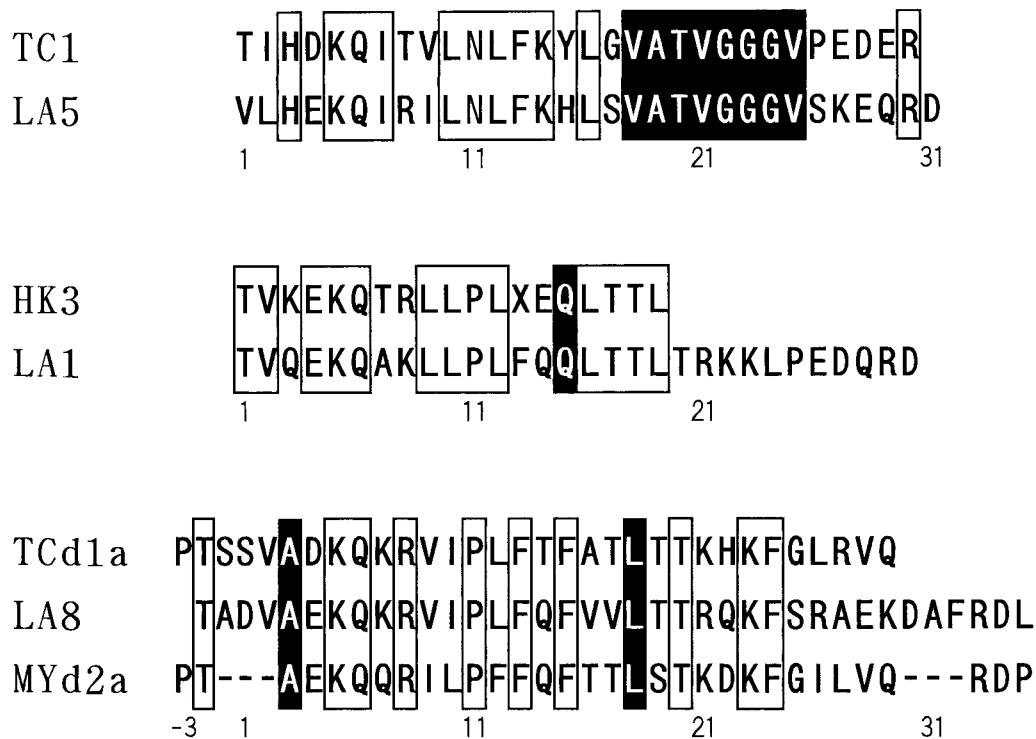 TC1 TIHDKQITVLNLFKYLGVATVGGGVPEDER
LA5 VLHEKQIRILNLFKHLSVATVGGGVSKEQRD
1 11 21 31
HK3 TVKEKQTRLLPLXEQLTTL
LA1 TVQEKQAKLLPLFQQLTTLTRKKLPEDQRD
1 11 21
TCd1a PTSSVADKQKRVIPLFTFATLTTKHKFGLRVQ
LA8 TADVAEKQKRVIPLFQFVVLTTRQKFSRAEKDAFRDL
MYd2a PT---AEKQQRILPFFQFTTLSTKDKFGILVQ---RDP
-3 1 11 21 31